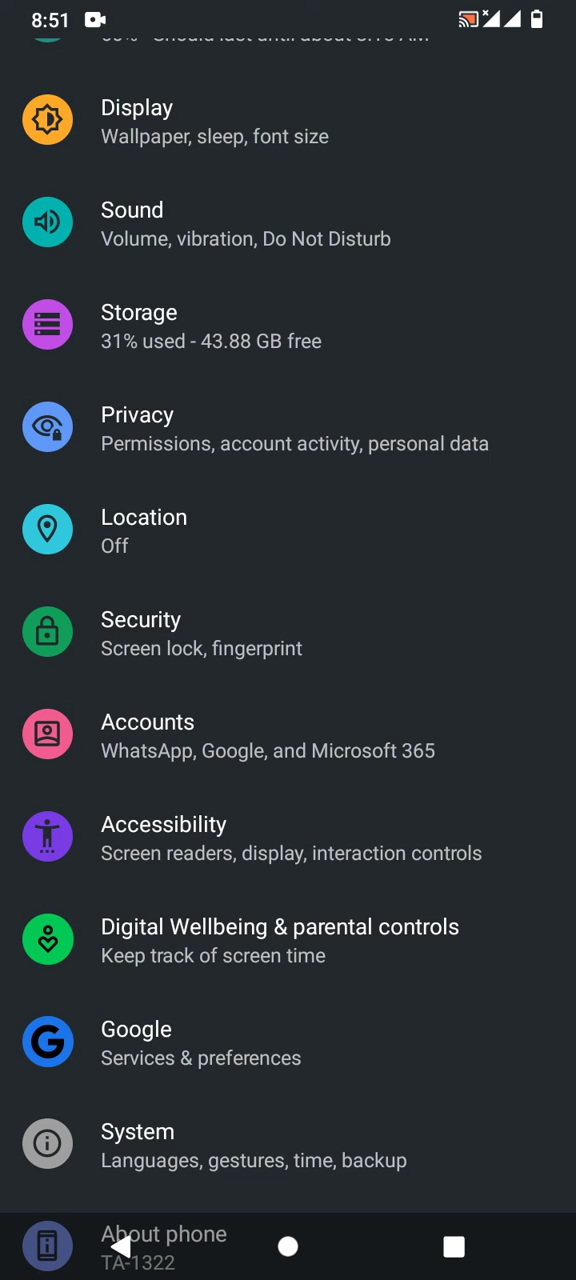 8:51
Display
Wallpaper, sleep, font size
Sound
Volume, vibration, Do Not Disturb
Storage
31% used - 43.88 GB free
Privacy
Permissions, account activity, personal data
Location
Off
Security
Screen lock, fingerprint
Accounts
WhatsApp, Google, and Microsoft 365
Accessibility
Screen readers, display, interaction controls
Digital Wellbeing & parental controls
Keep track of screen time
Google
Services & preferences
System
Languages, gestures, time, backup
About phone
TA-1322